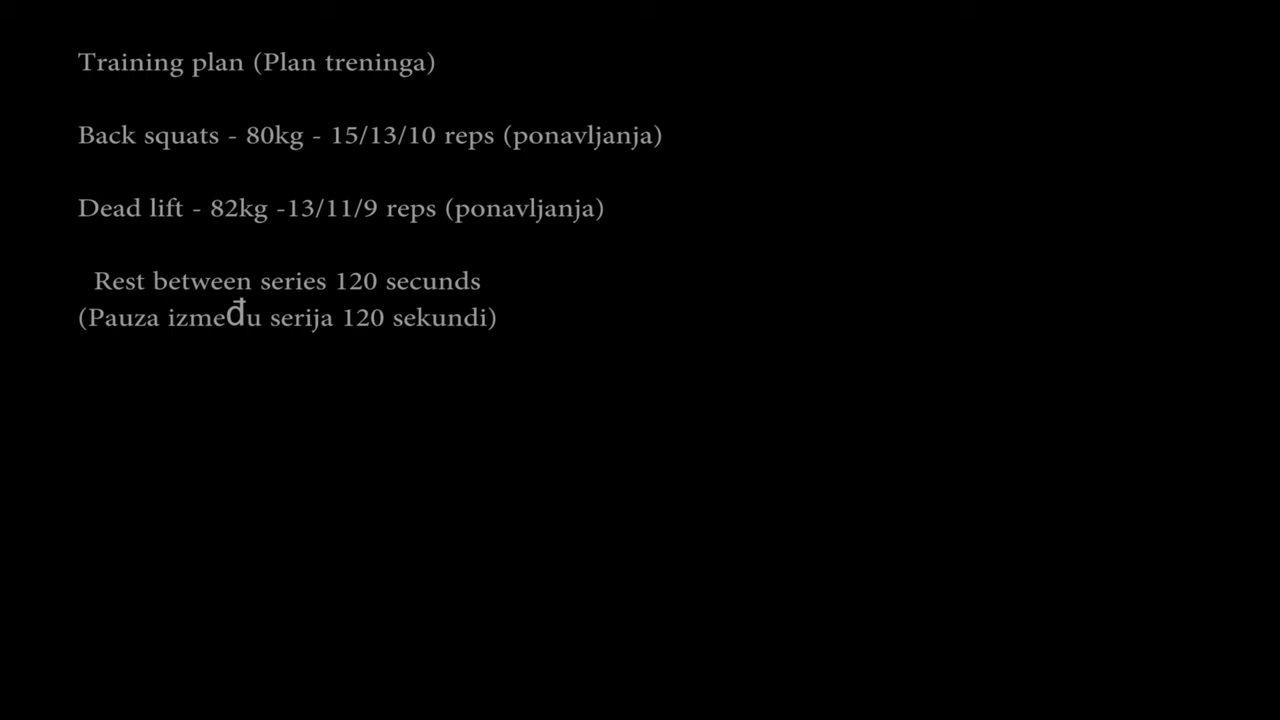 Training plan (Plan treninga)
Back squats - 80kg - 15/13/10 reps (ponavljanja)
Dead lift - 82kg -13/11/9 reps (ponavljanja)
Rest between series 120 secunds
(Pauza između serija 120 sekundi)